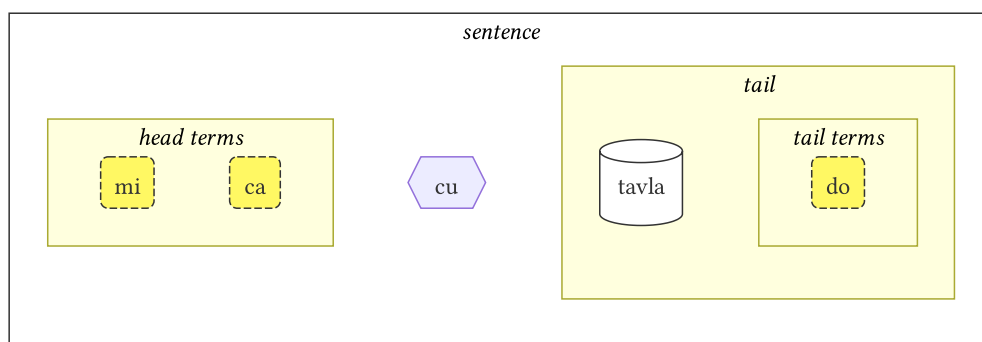 sentence
tail
head terms
tail terms
mi ca cu tavla do